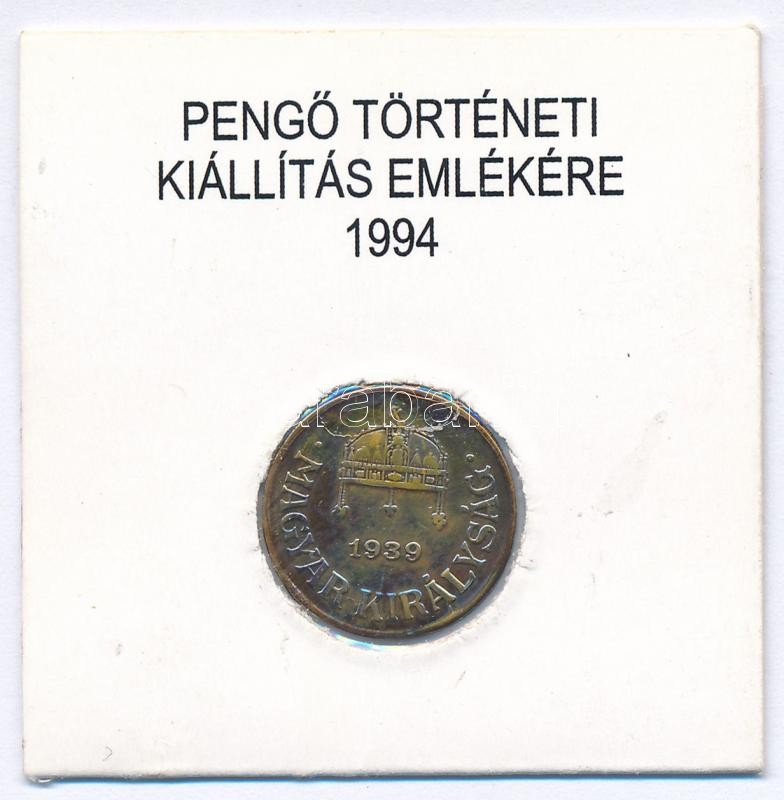 PENGŐ TÖRTÉNETI
KIÁLLÍTÁS EMLÉKÉRE
1994
1939
· MAGYAR·KIRÁLYSÁG ·